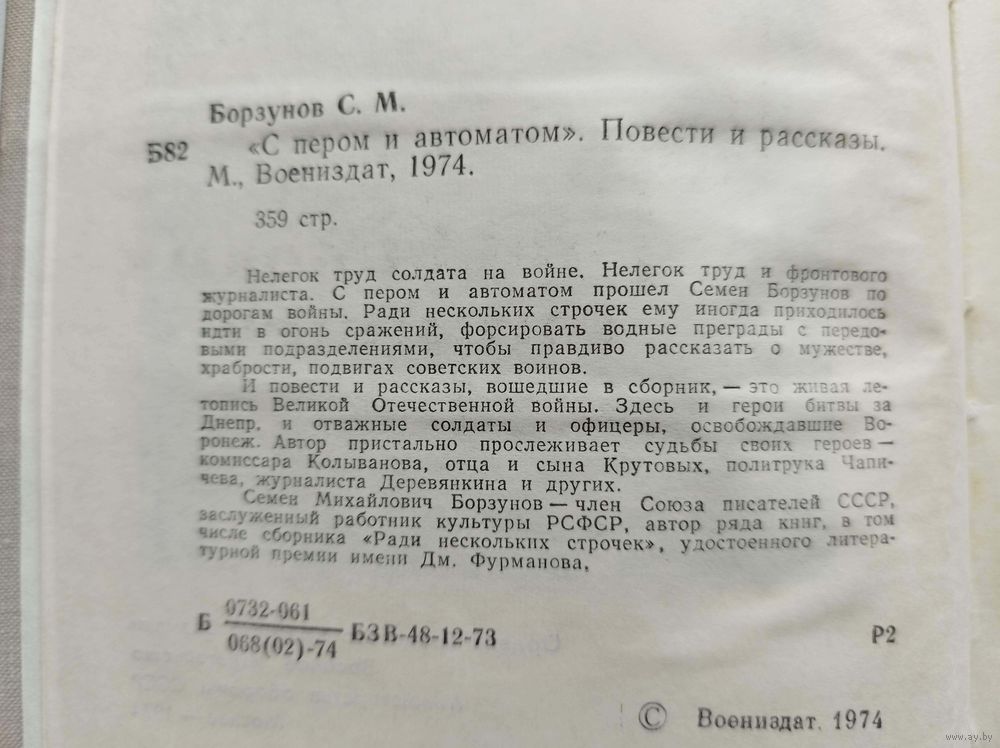 Борзунов С. М.
Б82 «С пером и автоматом». Повести и рассказы.
М., Воениздат, 1974.
359 стр.
Нелегок труд солдата на войне. Нелегок труд и фронтового
журналиста. С пером и автоматом прошел Семен Борзунов по
дорогам войны. Ради нескольких строчек ему иногда приходилось
идти в огонь сражений, форсировать водные преграды с передо-
выми подразделениями, чтобы правдиво рассказать о мужестве,
храбрости, подвигах советских воинов.
И повести и рассказы, вошедшие в сборник, — это живая ле-
топись Великой Отечественной войны. Здесь и герои битвы за
Днепр, и отважные солдаты и офицеры, освобождавшие Во-
ронеж. Автор пристально прослеживает судьбы своих героев —
комиссара Колыванова, отца и сына Крутовых, политрука Чапи-
чева, журналиста Деревянкина и других.
Семен Михайлович Борзунов — член Союза писателей СССР,
заслуженный работник культуры РСФСР, автор ряда книг, в том
числе сборника «Ради нескольких строчек», удостоенного литера-
турной премии имени Дм. Фурманова.
Б 0732-061
068(02)-74 БЗВ-48-12-73 Р2
© Воениздат, 1974
www.ay.by